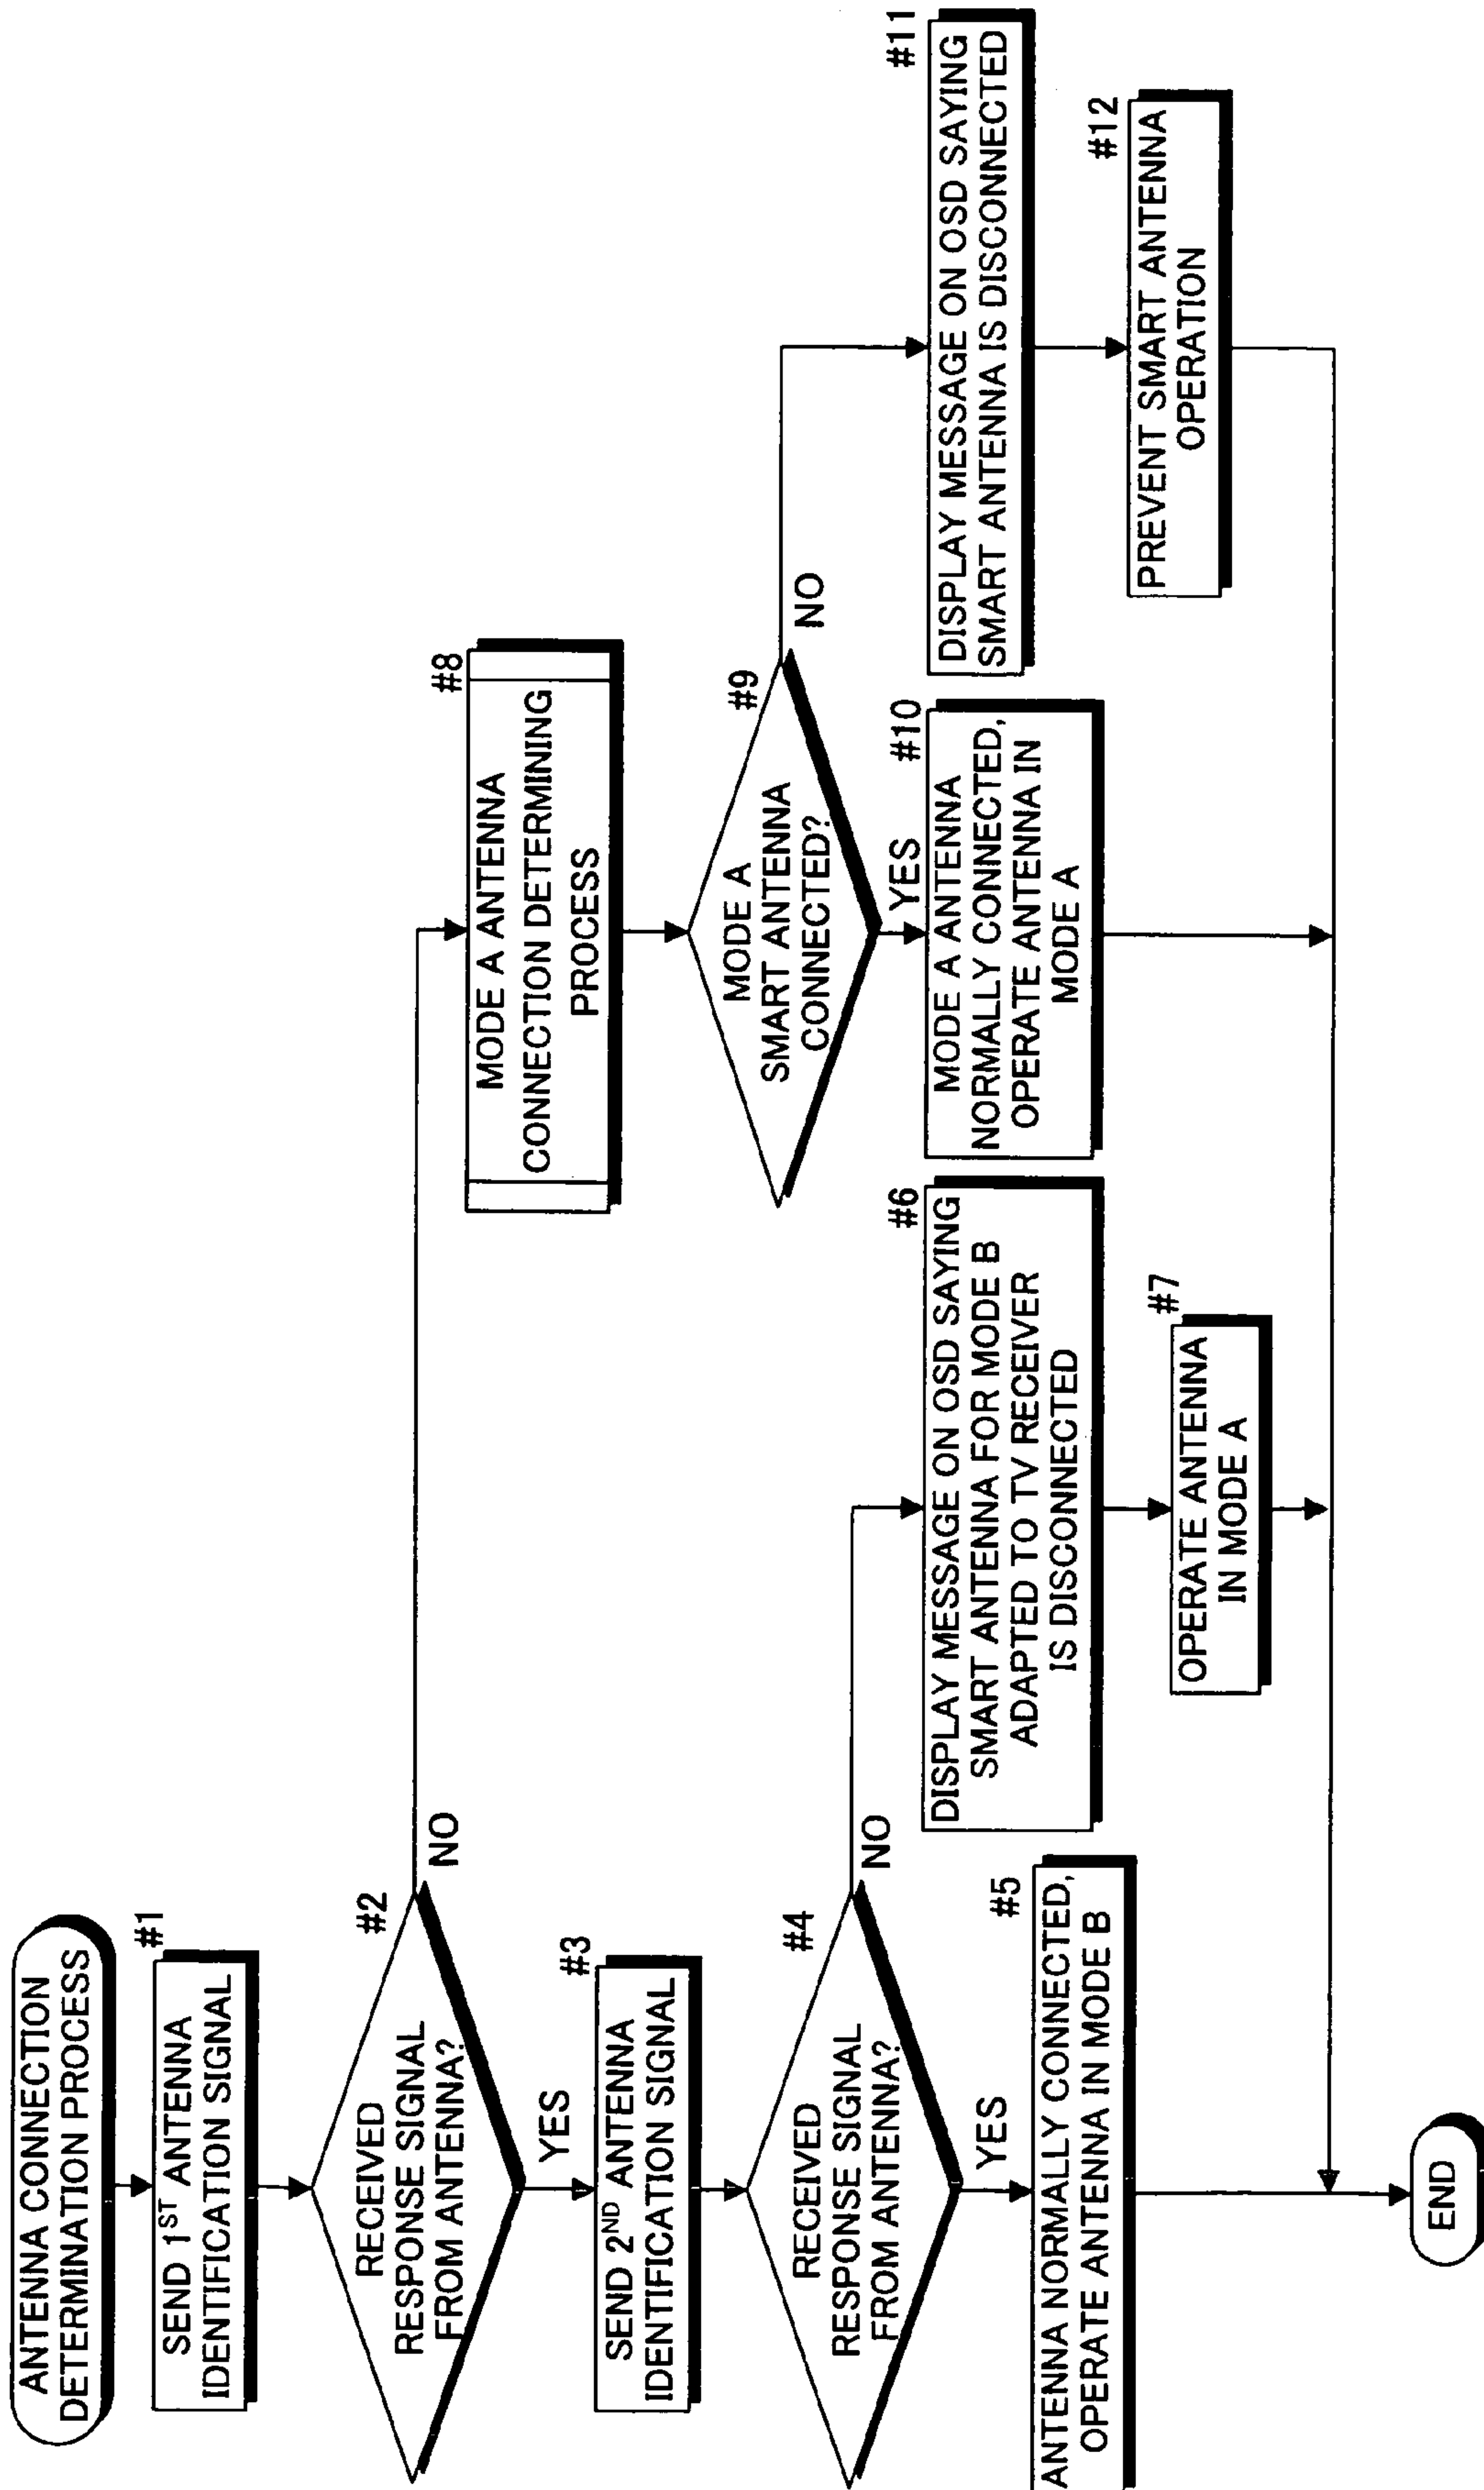 ANTENNA CONNECTION
DETERMINATION PROCESS
#1
SEND 1ST ANTENNA
IDENTIFICATION SIGNAL
#2
RECEIVED
RESPONSE SIGNAL
FROM ANTENNA?
NO
YES
#3
SEND 2ND ANTENNA
IDENTIFICATION SIGNAL
#4
RECEIVED
RESPONSE SIGNAL
FROM ANTENNA?
NO
YES
#5
ANTENNA NORMALLY CONNECTED,
OPERATE ANTENNA IN MODE B
#6
DISPLAY MESSAGE ON OSD SAYING
SMART ANTENNA FOR MODE B
ADAPTED TO TV RECEIVER
IS DISCONNECTED
#7
OPERATE ANTENNA
IN MODE A
#8
MODE A ANTENNA
CONNECTION DETERMINING
PROCESS
#9
MODE A
SMART ANTENNA
CONNECTED?
NO
YES
#10
MODE A ANTENNA
NORMALLY CONNECTED,
OPERATE ANTENNA IN
MODE A
#11
DISPLAY MESSAGE ON OSD SAYING
SMART ANTENNA IS DISCONNECTED
#12
PREVENT SMART ANTENNA
OPERATION
END